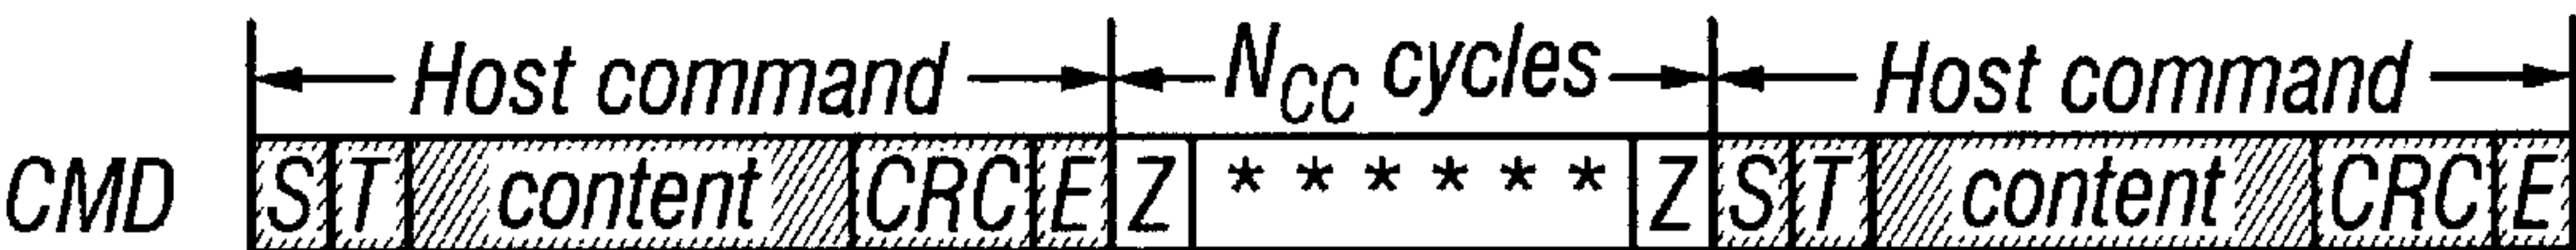 Host command N_CC cycles Host command
CMD S T content CRC E Z * * * * * * Z S T content CRC E